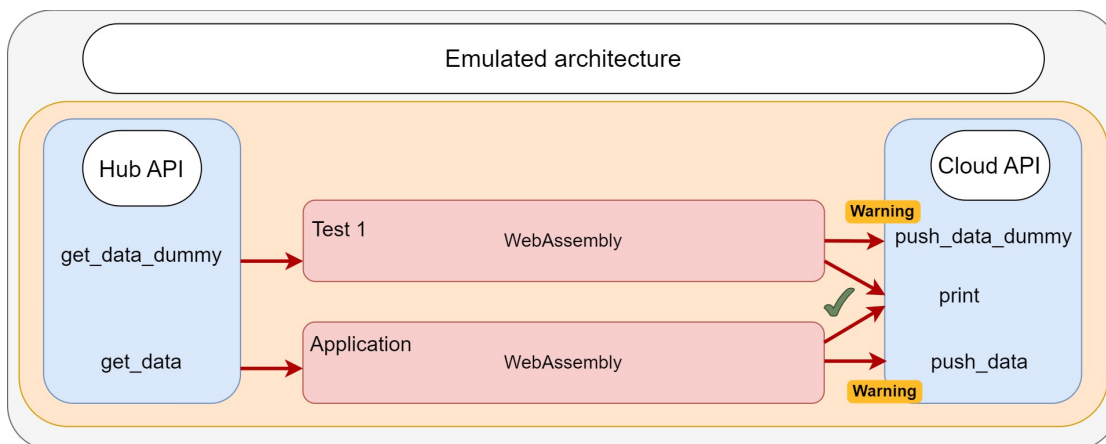 Emulated architecture
Hub API
Cloud API
Test 1
WebAssembly
Warning
get_data_dummy
push_data_dummy
print
Application
WebAssembly
get_data
push_data
Warning